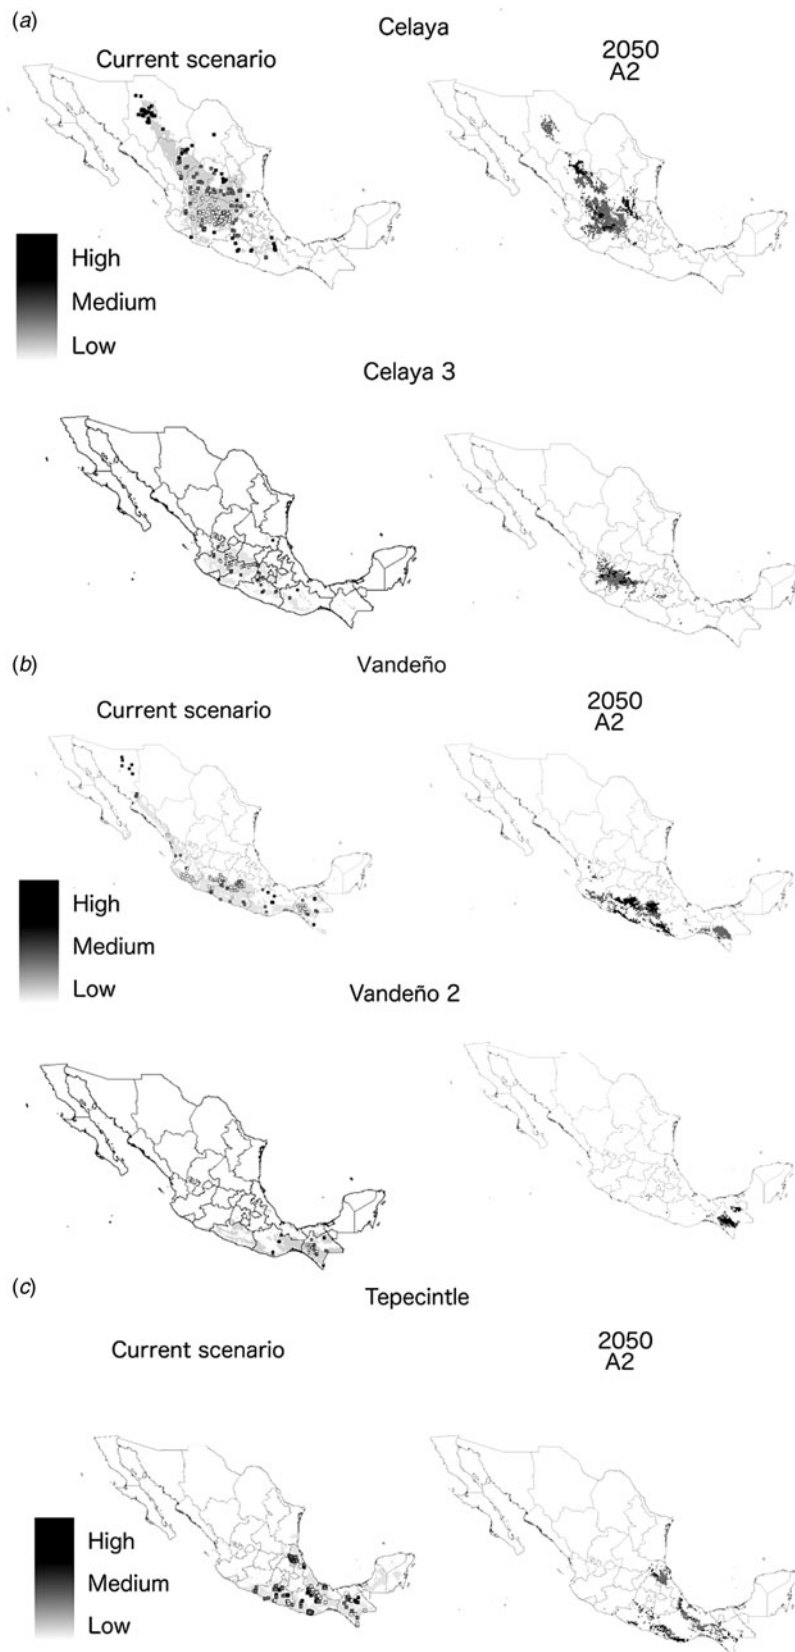 (a)
Celaya
Current scenario
2050
A2
High
Medium
Low
Celaya 3
(b)
Vandeño
Current scenario
2050
A2
High
Medium
Low
Vandeño 2
(c)
Tepecintle
Current scenario
2050
A2
High
Medium
Low